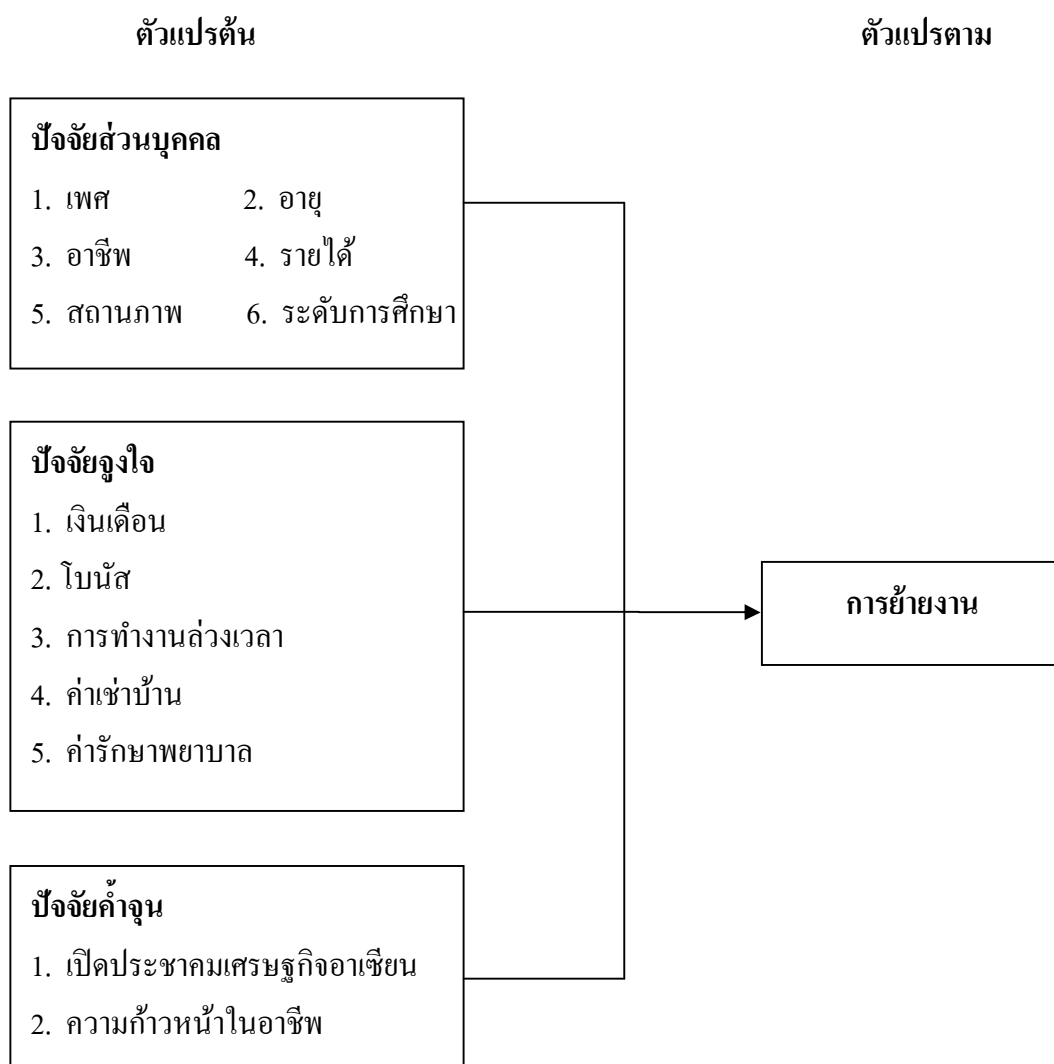 ตัวแปรต้น ตัวแปรตาม
ปัจจัยส่วนบุคคล
1. เพศ 2. อายุ
3. อาชีพ 4. รายได้
5. สถานภาพ 6. ระดับการศึกษา
ปัจจัยจูงใจ
1. เงินเดือน
2. โบนัส
3. การทำงานล่วงเวลา
4. ค่าเช่าบ้าน
5. ค่ารักษาพยาบาล
การย้ายงาน
ปัจจัยค้ำจุน
1. เปิดประชาคมเศรษฐกิจอาเซียน
2. ความก้าวหน้าในอาชีพ